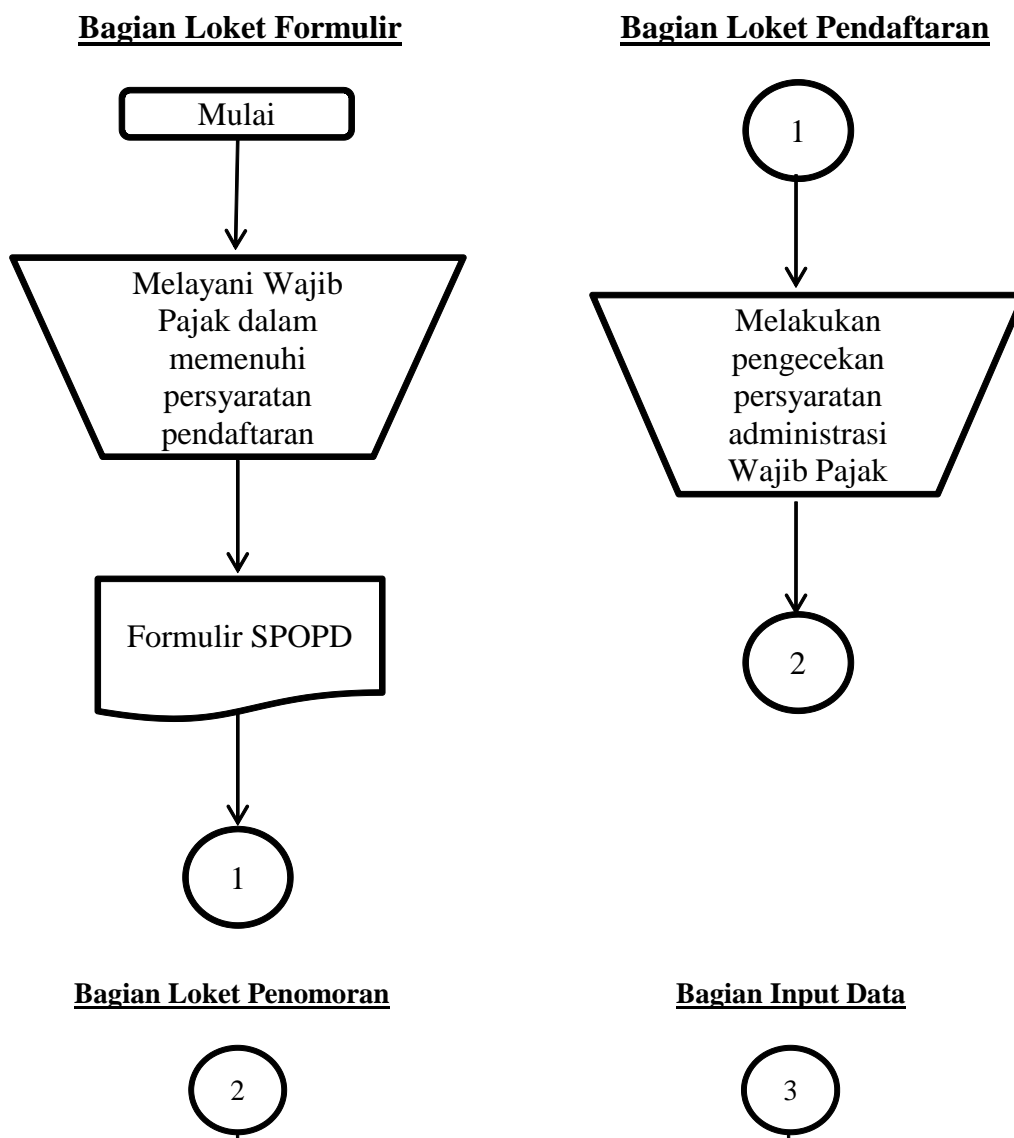 Bagian Loket Formulir
Mulai
Melayani Wajib
Pajak dalam
memenuhi
persyaratan
pendaftaran
Formulir SPOPD
1
Bagian Loket Pendaftaran
1
Melakukan
pengecekan
persyaratan
administrasi
Wajib Pajak
2
Bagian Loket Penomoran
2
Bagian Input Data
3